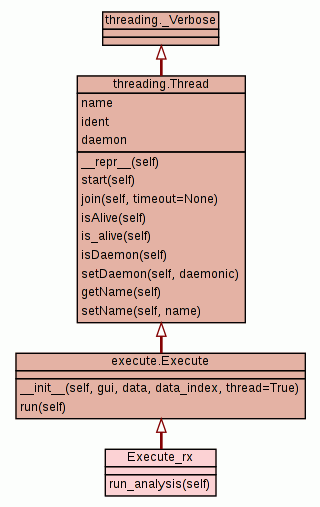 threading._Verbose
threading.Thread
name
ident
daemon
__repr__(self)
start(self)
join(self, timeout=None)
isAlive(self)
is_alive(self)
isDaemon(self)
setDaemon(self, daemonic)
getName(self)
setName(self, name)
execute.Execute
__init__(self, gui, data, data_index, thread=True)
run(self)
Execute_rx
run_analysis(self)